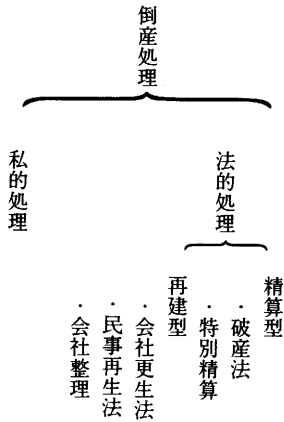 倒産処理
法的処理
精算型
・破産法
・特別精算
再建型
・会社更生法
・民事再生法
・会社整理
私的処理